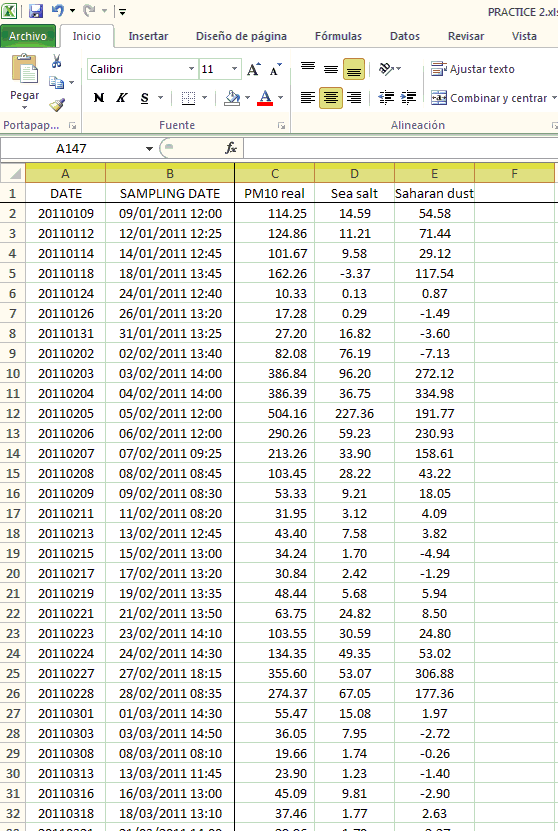 PRACTICE 2.xls
Archivo Inicio Insertar Diseño de página Fórmulas Datos Revisar Vista
Pegar Calibri 11 A A Ajustar texto
N K S A Combinar y centrar
Portapap... Fuente Alineación
A147 fx
A B C D E F
1 DATE SAMPLING DATE PM10 real Sea salt Saharan dust
2 20110109 09/01/2011 12:00 114.25 14.59 54.58
3 20110112 12/01/2011 12:25 124.86 11.21 71.44
4 20110114 14/01/2011 12:45 101.67 9.58 29.12
5 20110118 18/01/2011 13:45 162.26 -3.37 117.54
6 20110124 24/01/2011 12:40 10.33 0.13 0.87
7 20110126 26/01/2011 13:20 17.28 0.29 -1.49
8 20110131 31/01/2011 13:25 27.20 16.82 -3.60
9 20110202 02/02/2011 13:40 82.08 76.19 -7.13
10 20110203 03/02/2011 14:00 386.84 96.20 272.12
11 20110204 04/02/2011 14:00 386.39 36.75 334.98
12 20110205 05/02/2011 12:00 504.16 227.36 191.77
13 20110206 06/02/2011 12:00 290.26 59.23 230.93
14 20110207 07/02/2011 09:25 213.26 33.90 158.61
15 20110208 08/02/2011 08:45 103.45 28.22 43.22
16 20110209 09/02/2011 08:30 53.33 9.21 18.05
17 20110211 11/02/2011 08:20 31.95 3.12 4.09
18 20110213 13/02/2011 12:45 43.40 7.58 3.82
19 20110215 15/02/2011 13:00 34.24 1.70 -4.94
20 20110217 17/02/2011 13:20 30.84 2.42 -1.29
21 20110219 19/02/2011 13:35 48.44 5.68 5.94
22 20110221 21/02/2011 13:50 63.75 24.82 8.50
23 20110223 23/02/2011 14:10 103.55 30.59 24.80
24 20110224 24/02/2011 14:30 134.35 49.35 53.02
25 20110227 27/02/2011 18:15 355.60 53.07 306.88
26 20110228 28/02/2011 08:35 274.37 67.05 177.36
27 20110301 01/03/2011 14:30 55.47 15.08 1.97
28 20110303 03/03/2011 14:50 36.05 7.95 -2.72
29 20110308 08/03/2011 08:10 19.66 1.74 -0.26
30 20110313 13/03/2011 11:45 23.90 1.23 -1.40
31 20110316 16/03/2011 13:00 45.09 9.81 -2.90
32 20110318 18/03/2011 13:10 37.46 1.77 2.63